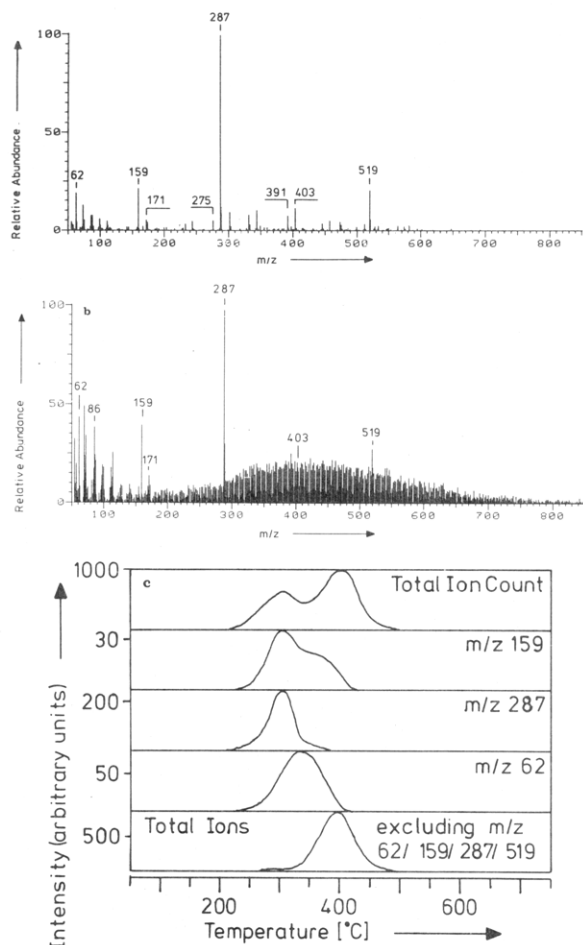 100
287
50
Relative Abundance
62
159
171
275
391
403
519
0
100 200 300 400 500 600 700 800
m/z
b
100
287
50
Relative Abundance
62
86
159
171
403
519
0
100 200 300 400 500 600 700 800
m/z
c
1000
Total Ion Count
30
m/z 159
200
m/z 287
50
m/z 62
500
Total Ions excluding m/z
62/ 159/ 287/ 519
Intensity (arbitrary units)
200 400 600
Temperature [°C]